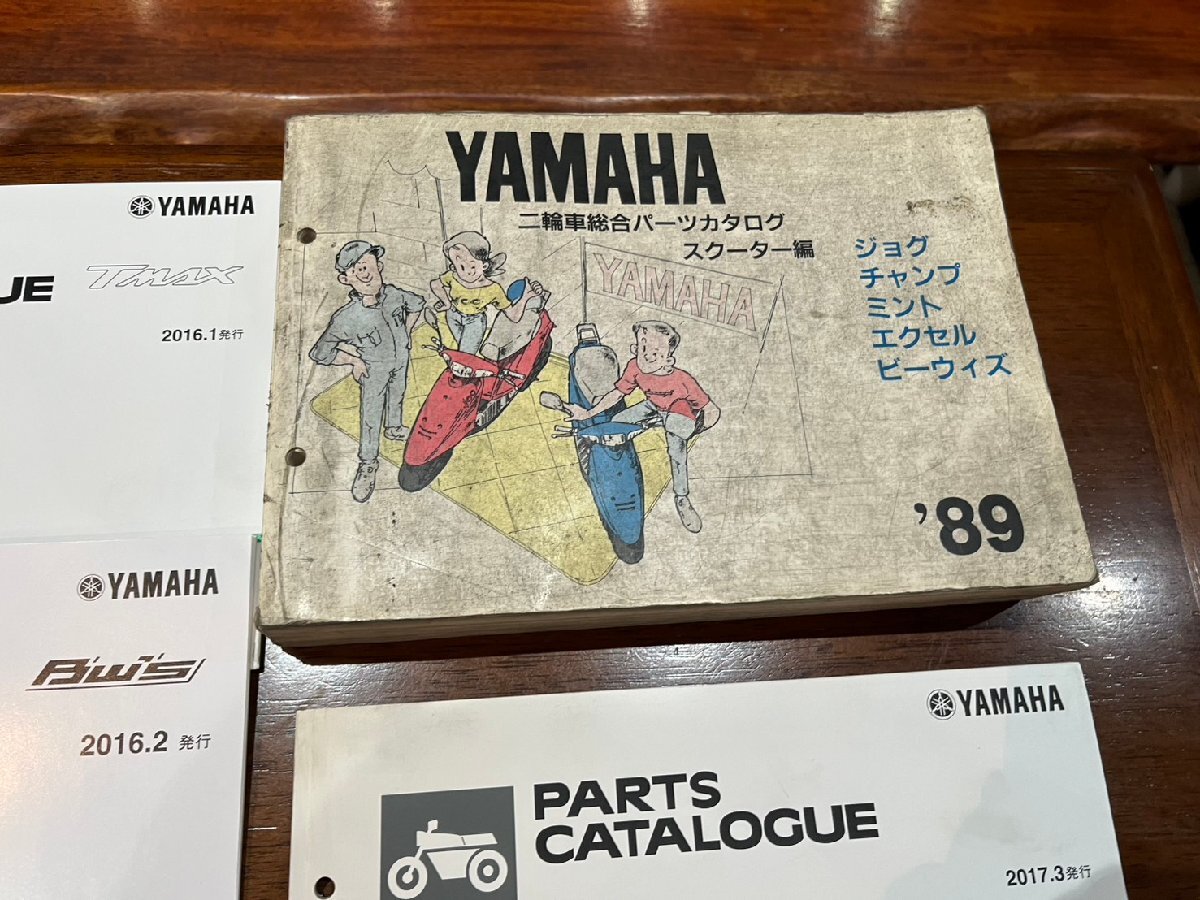 YAMAHA
二輪車総合パーツカタログ
スクーター編
ジョグ
チャンプ
ミント
エクセル
ビーウィズ
YAMAHA
'89
YAMAHA
UE
TMAX
2016.1発行
YAMAHA
B'W'S
2016.2 発行
YAMAHA
PARTS
CATALOGUE
2017.3発行